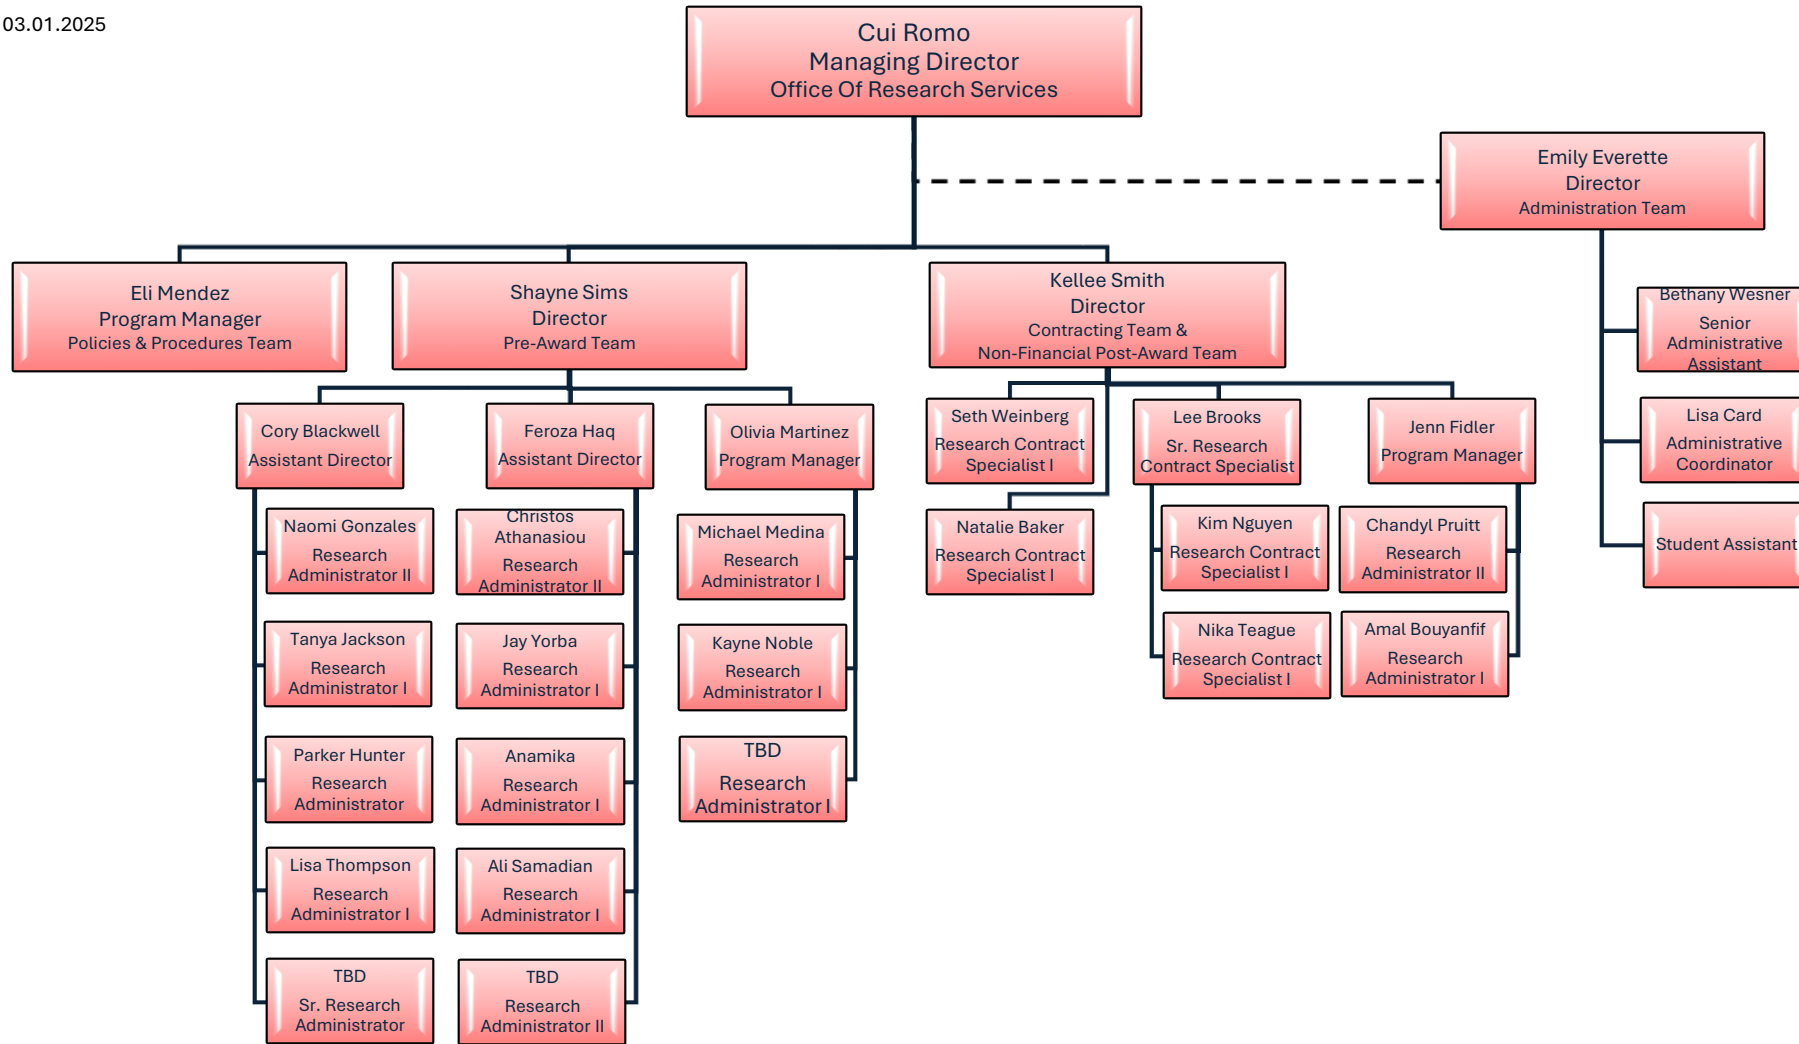 03.01.2025
Cui Romo
Managing Director
Office Of Research Services
Emily Everette
Director
Administration Team
Eli Mendez
Program Manager
Policies & Procedures Team
Shayne Sims
Director
Pre-Award Team
Kellee Smith
Director
Contracting Team &
Non-Financial Post-Award Team
Bethany Wesner
Senior
Administrative
Assistant
Lisa Card
Administrative
Coordinator
Student Assistant
Cory Blackwell
Assistant Director
Feroza Haq
Assistant Director
Olivia Martinez
Program Manager
Seth Weinberg
Research Contract
Specialist I
Lee Brooks
Sr. Research
Contract Specialist
Jenn Fidler
Program Manager
Naomi Gonzales
Research
Administrator II
Tanya Jackson
Research
Administrator I
Parker Hunter
Research
Administrator
Lisa Thompson
Research
Administrator I
TBD
Sr. Research
Administrator
Christos
Athanasiou
Research
Administrator II
Jay Yorba
Research
Administrator I
Anamika
Research
Administrator I
Ali Samadian
Research
Administrator I
TBD
Research
Administrator II
Michael Medina
Research
Administrator I
Kayne Noble
Research
Administrator I
TBD
Research
Administrator I
Natalie Baker
Research Contract
Specialist I
Kim Nguyen
Research Contract
Specialist I
Nika Teague
Research Contract
Specialist I
Chandyl Pruitt
Research
Administrator II
Amal Bouyanfif
Research
Administrator I